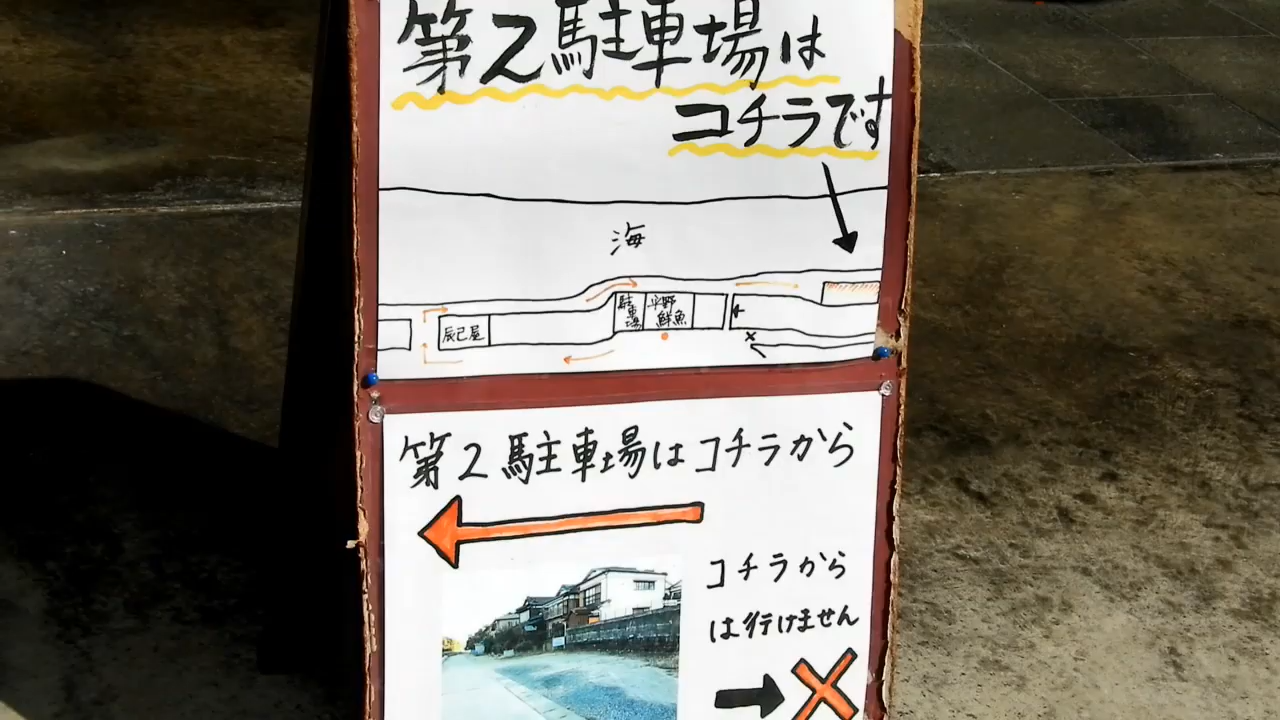 第2駐車場は
コチラです
海
駐車場
平野
鮮魚
辰己屋
第2駐車場はコチラから
コチラから
は行けません